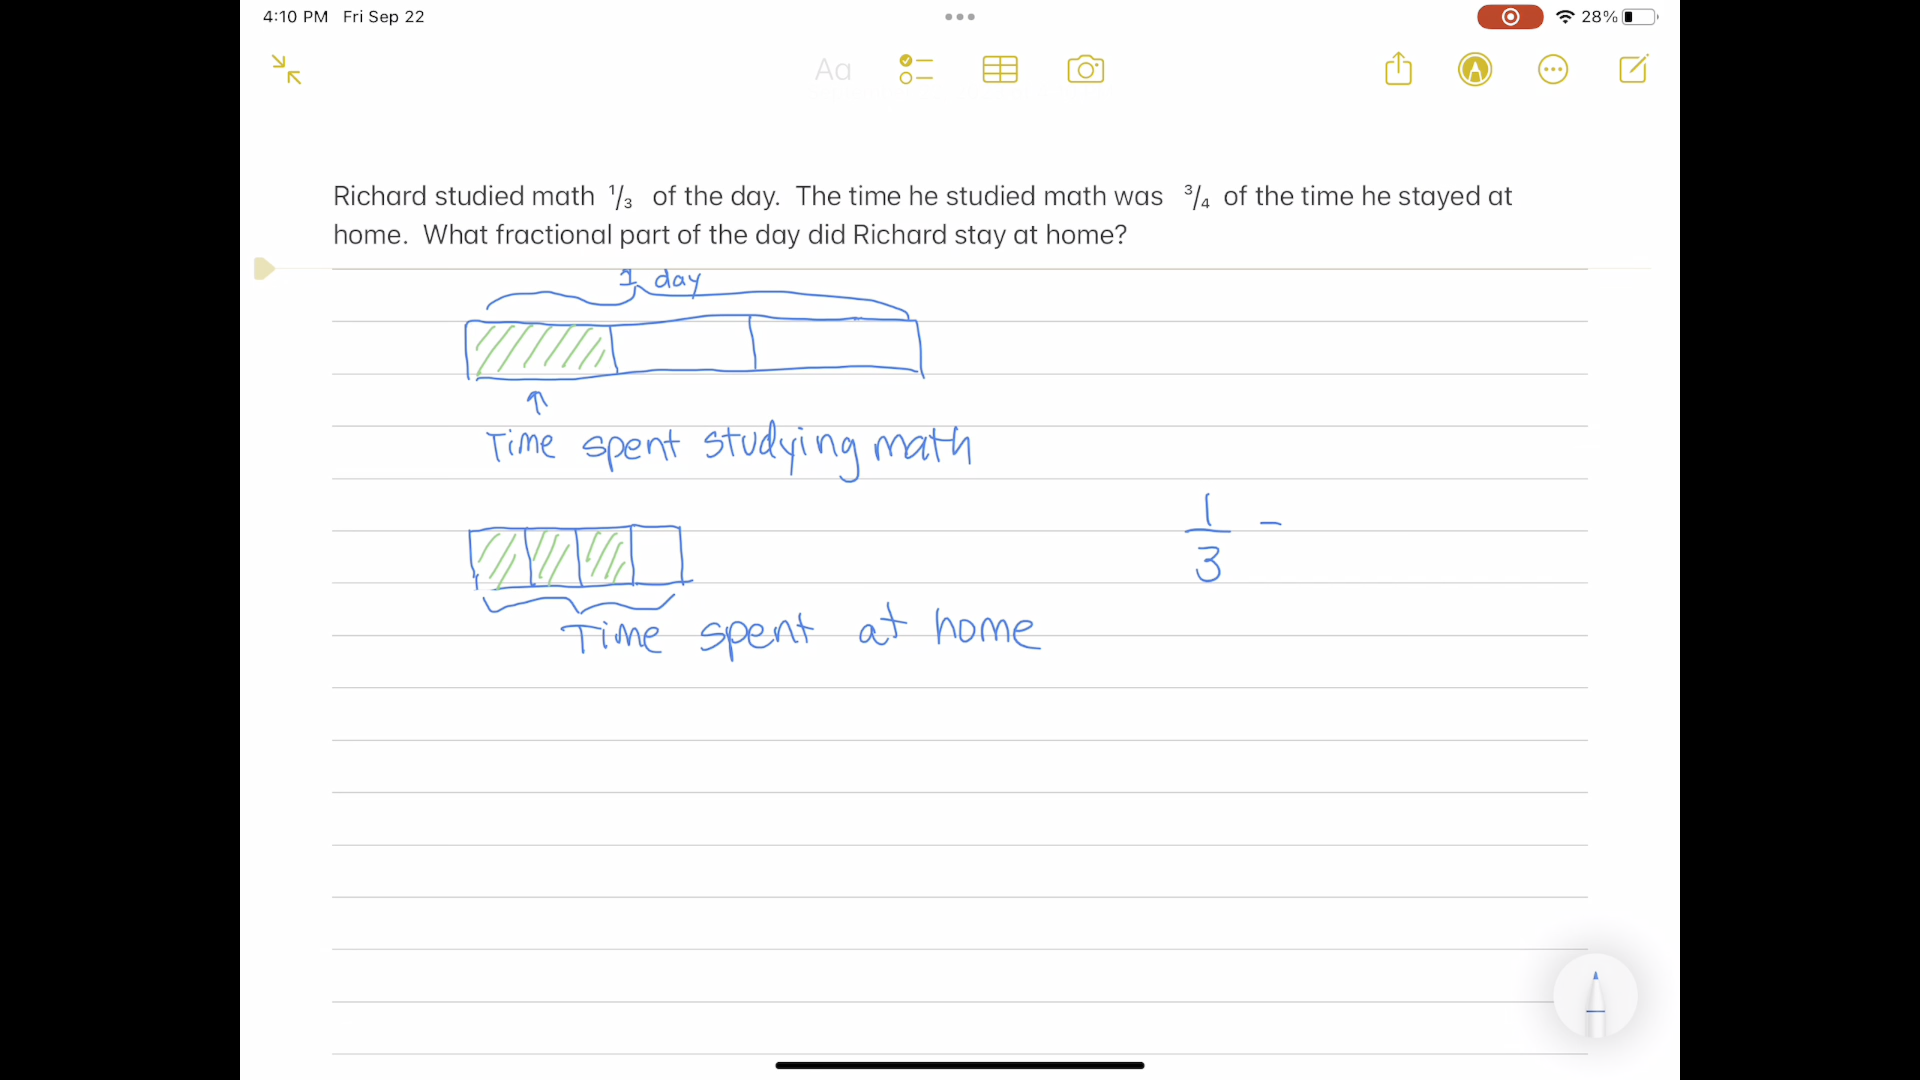 4:10 PM Fri Sep 22
28%
Aa
Richard studied math 1/3 of the day. The time he studied math was 3/4 of the time he stayed at
home. What fractional part of the day did Richard stay at home?
1 day
Time spent studying math
1
3
-
Time spent at home